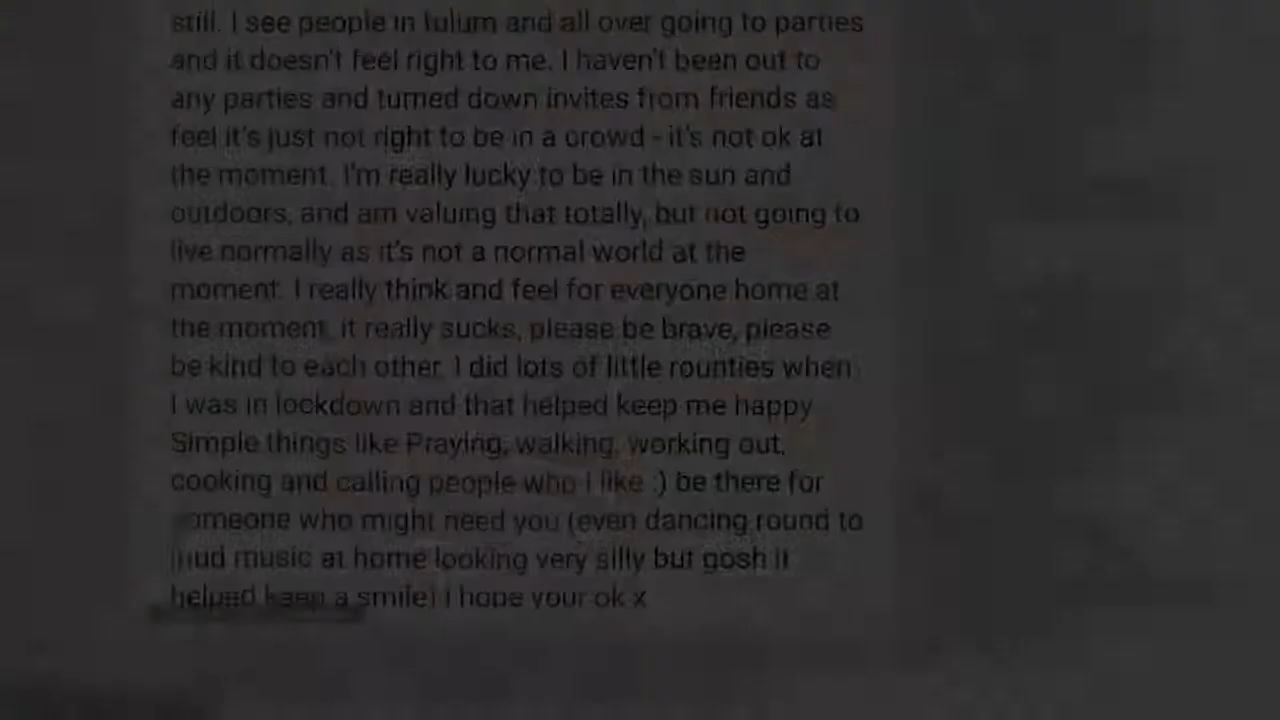 still. I see people in tulum and all over going to parties
and it doesn't feel right to me. I haven't been out to
any parties and turned down invites from friends as
feel it's just not right to be in a crowd - it's not ok at
the moment. I'm really lucky to be in the sun and
outdoors, and am valuing that totally, but not going to
live normally as it's not a normal world at the
moment. I really think and feel for everyone home at
the moment, it really sucks, please be brave, please
be kind to each other. I did lots of little rounties when
I was in lockdown and that helped keep me happy
Simple things like Praying, walking, working out,
cooking and calling people who I like :) be there for
someone who might need you (even dancing round to
loud music at home looking very silly but gosh it
helped keep a smile) I hope your ok x